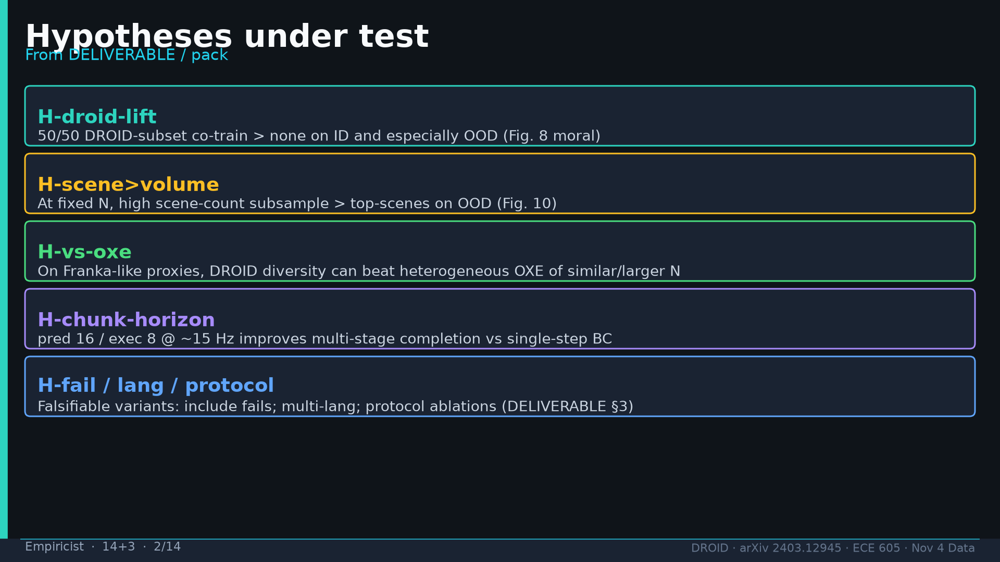 Hypotheses under test
From DELIVERABLE / pack
H-droid-lift
50/50 DROID-subset co-train > none on ID and especially OOD (Fig. 8 moral)
H-scene>volume
At fixed N, high scene-count subsample > top-scenes on OOD (Fig. 10)
H-vs-oxe
On Franka-like proxies, DROID diversity can beat heterogeneous OXE of similar/larger N
H-chunk-horizon
pred 16 / exec 8 @ ~15 Hz improves multi-stage completion vs single-step BC
H-fail / lang / protocol
Falsifiable variants: include fails; multi-lang; protocol ablations (DELIVERABLE §3)
Empiricist · 14+3 · 2/14
DROID · arXiv 2403.12945 · ECE 605 · Nov 4 Data